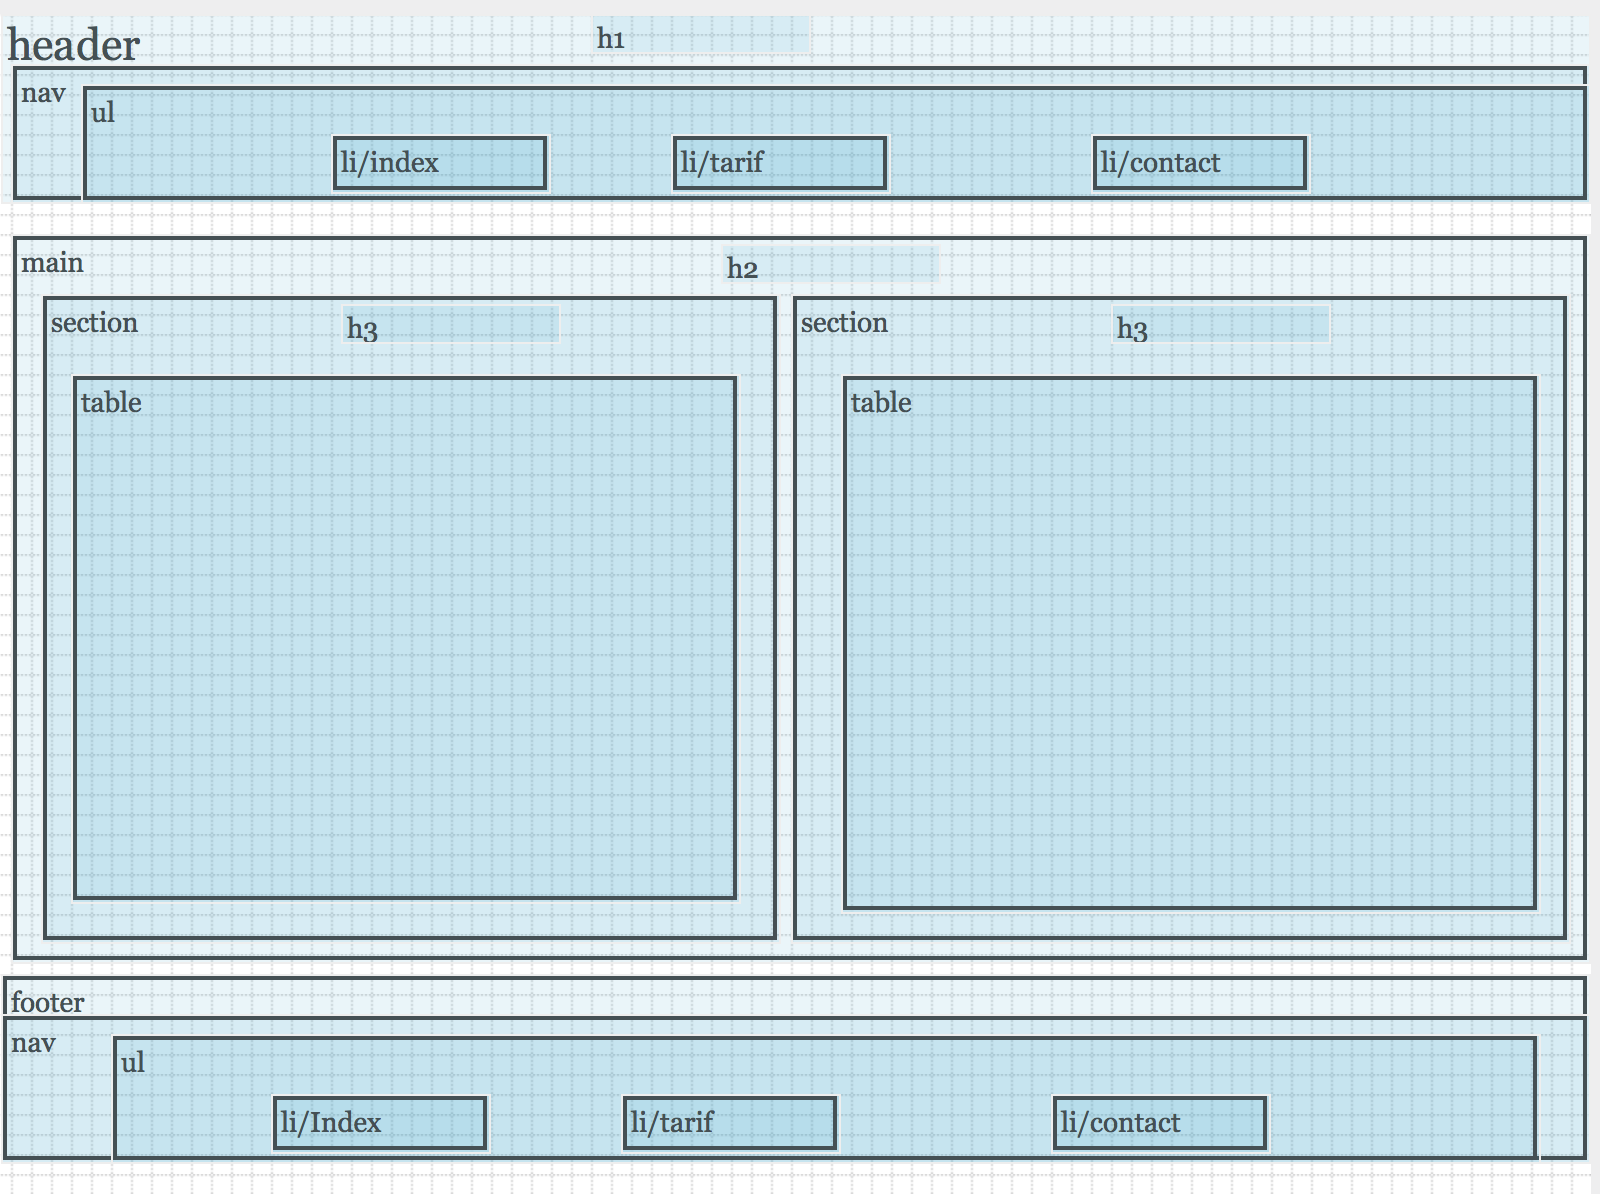 header
h1
nav
ul
li/index
li/tarif
li/contact
main
h2
section
h3
table
section
h3
table
footer
nav
ul
li/Index
li/tarif
li/contact